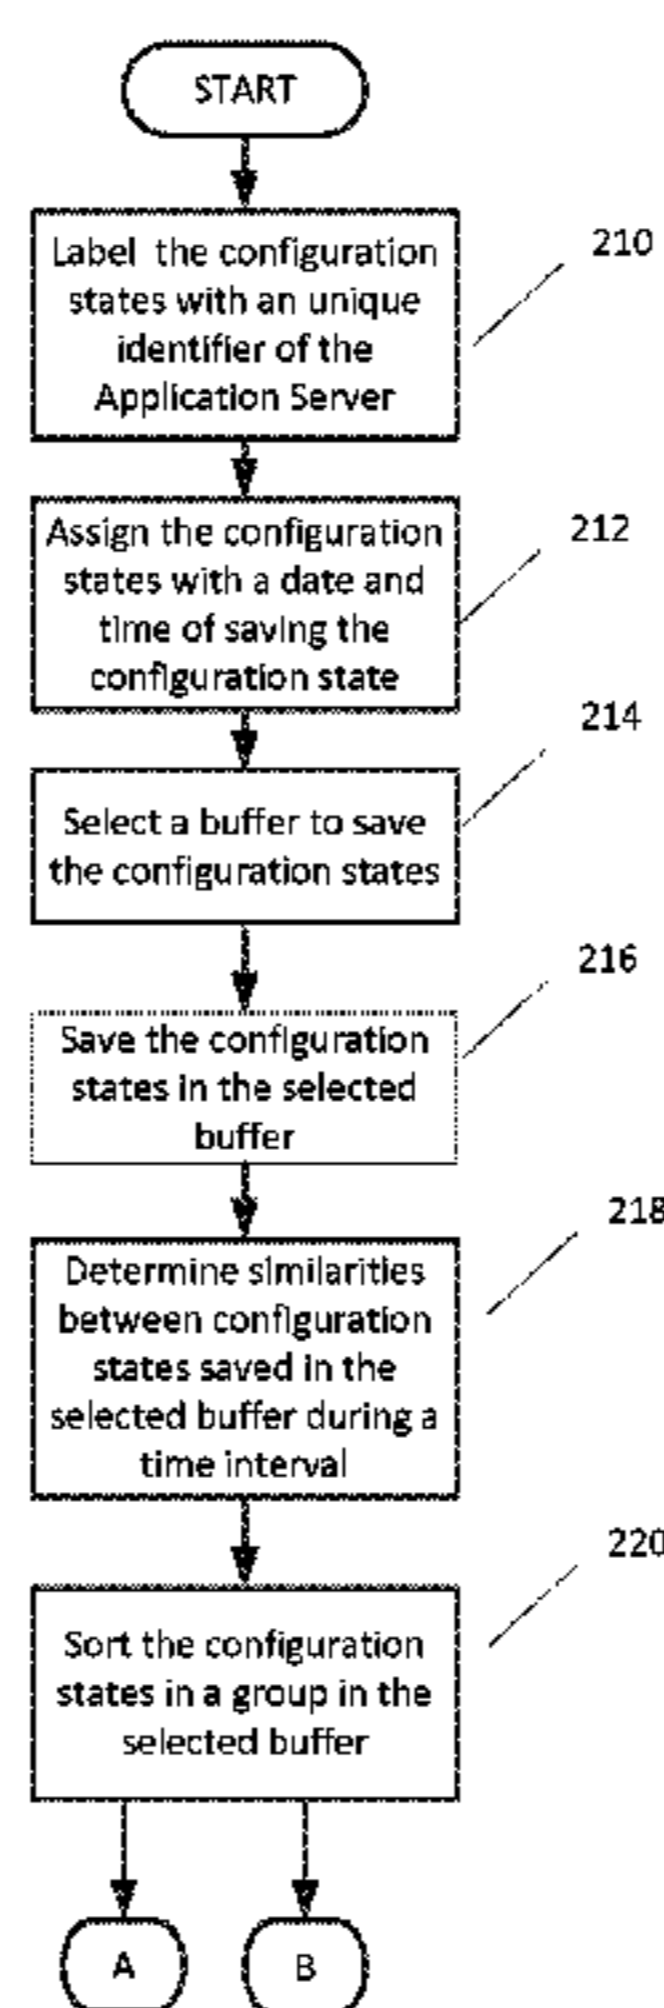 START
Label the configuration
states with an unique
identifier of the
Application Server
210
Assign the configuration
states with a date and
time of saving the
configuration state
212
214
Select a buffer to save
the configuration states
216
Save the configuration
states in the selected
buffer
218
Determine similarities
between configuration
states saved in the
selected buffer during a
time interval
220
Sort the configuration
states in a group in the
selected buffer
A
B